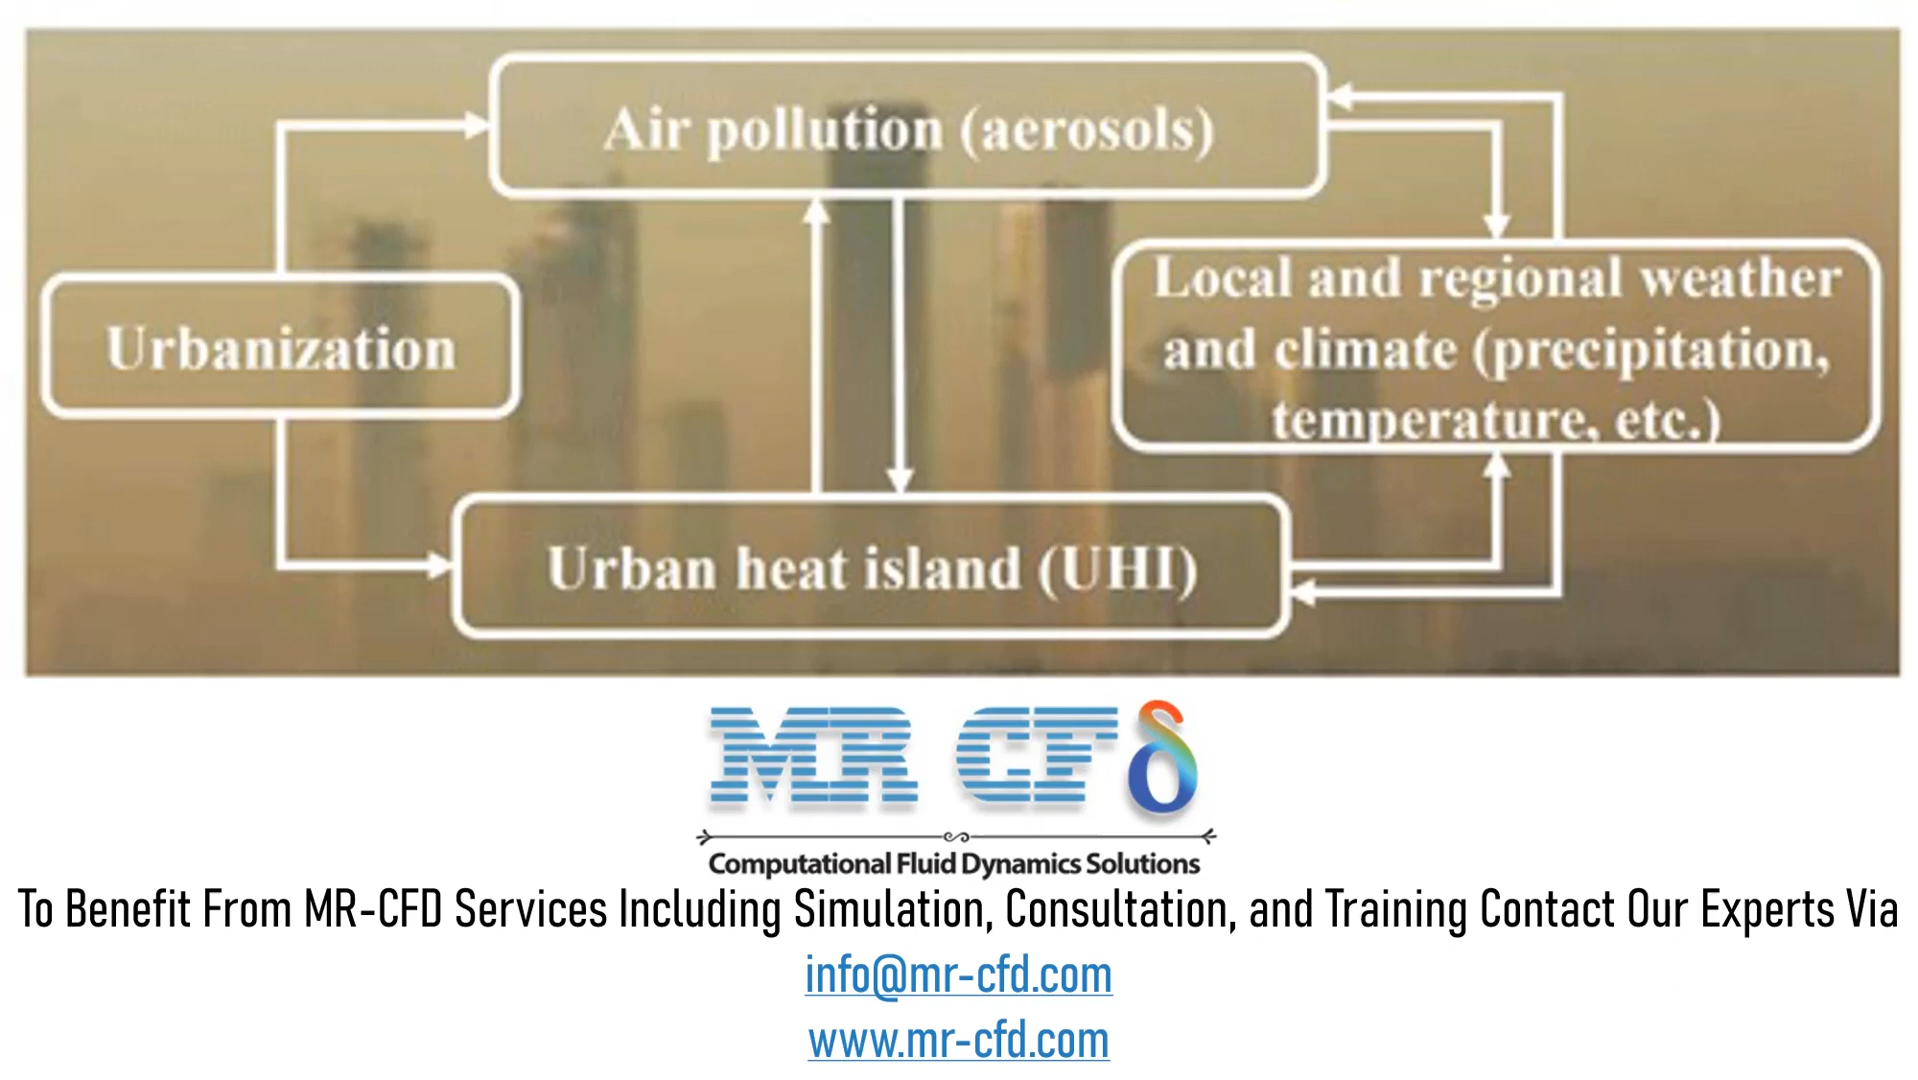 Air pollution (aerosols)
Urbanization
Local and regional weather
and climate (precipitation,
temperature, etc.)
Urban heat island (UHI)
MR CFδ
Computational Fluid Dynamics Solutions
To Benefit From MR-CFD Services Including Simulation, Consultation, and Training Contact Our Experts Via
info@mr-cfd.com
www.mr-cfd.com